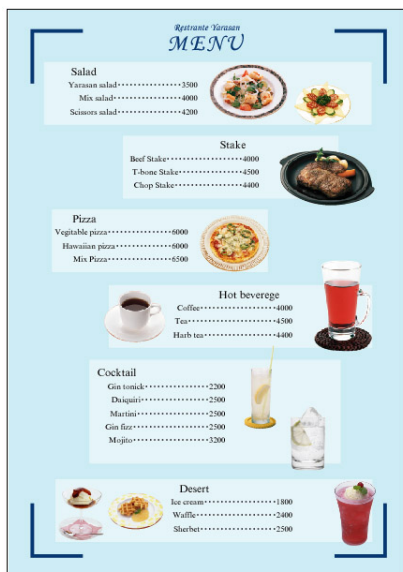 Restrante Yarasan
MENU
Salad
Yarasan salad·················3500
Mix salad·················4000
Scissors salad·················4200
Stake
Beef Stake····················4000
T-bone Stake····················4500
Chop Stake····················4400
Pizza
Vegitable pizza···············6000
Hawaiian pizza···············6000
Mix Pizza···············6500
Hot beverege
Coffee····················4000
Tea····················4500
Harb tea····················4400
Cocktail
Gin tonick·················2200
Daiquiri····················2500
Martini····················2500
Gin fizz····················2500
Mojito····················3200
Desert
Ice cream···················1800
Waffle···················2400
Sherbet···················2500